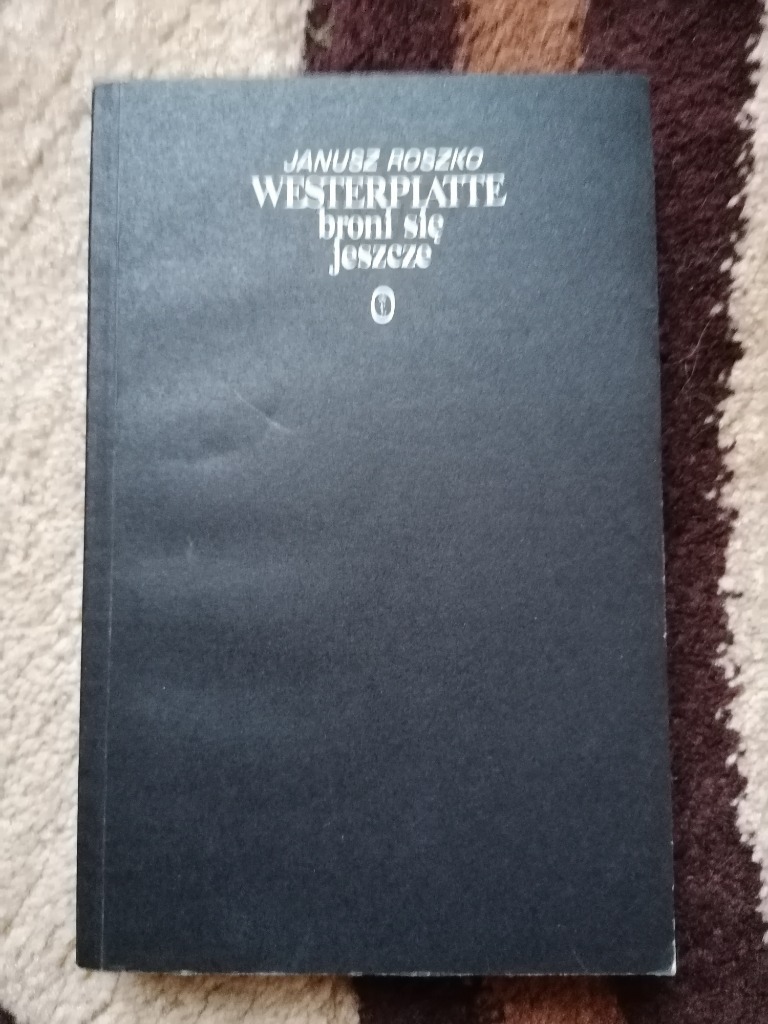 JANUSZ ROSZKO
WESTERPLATTE
broni się
jeszcze